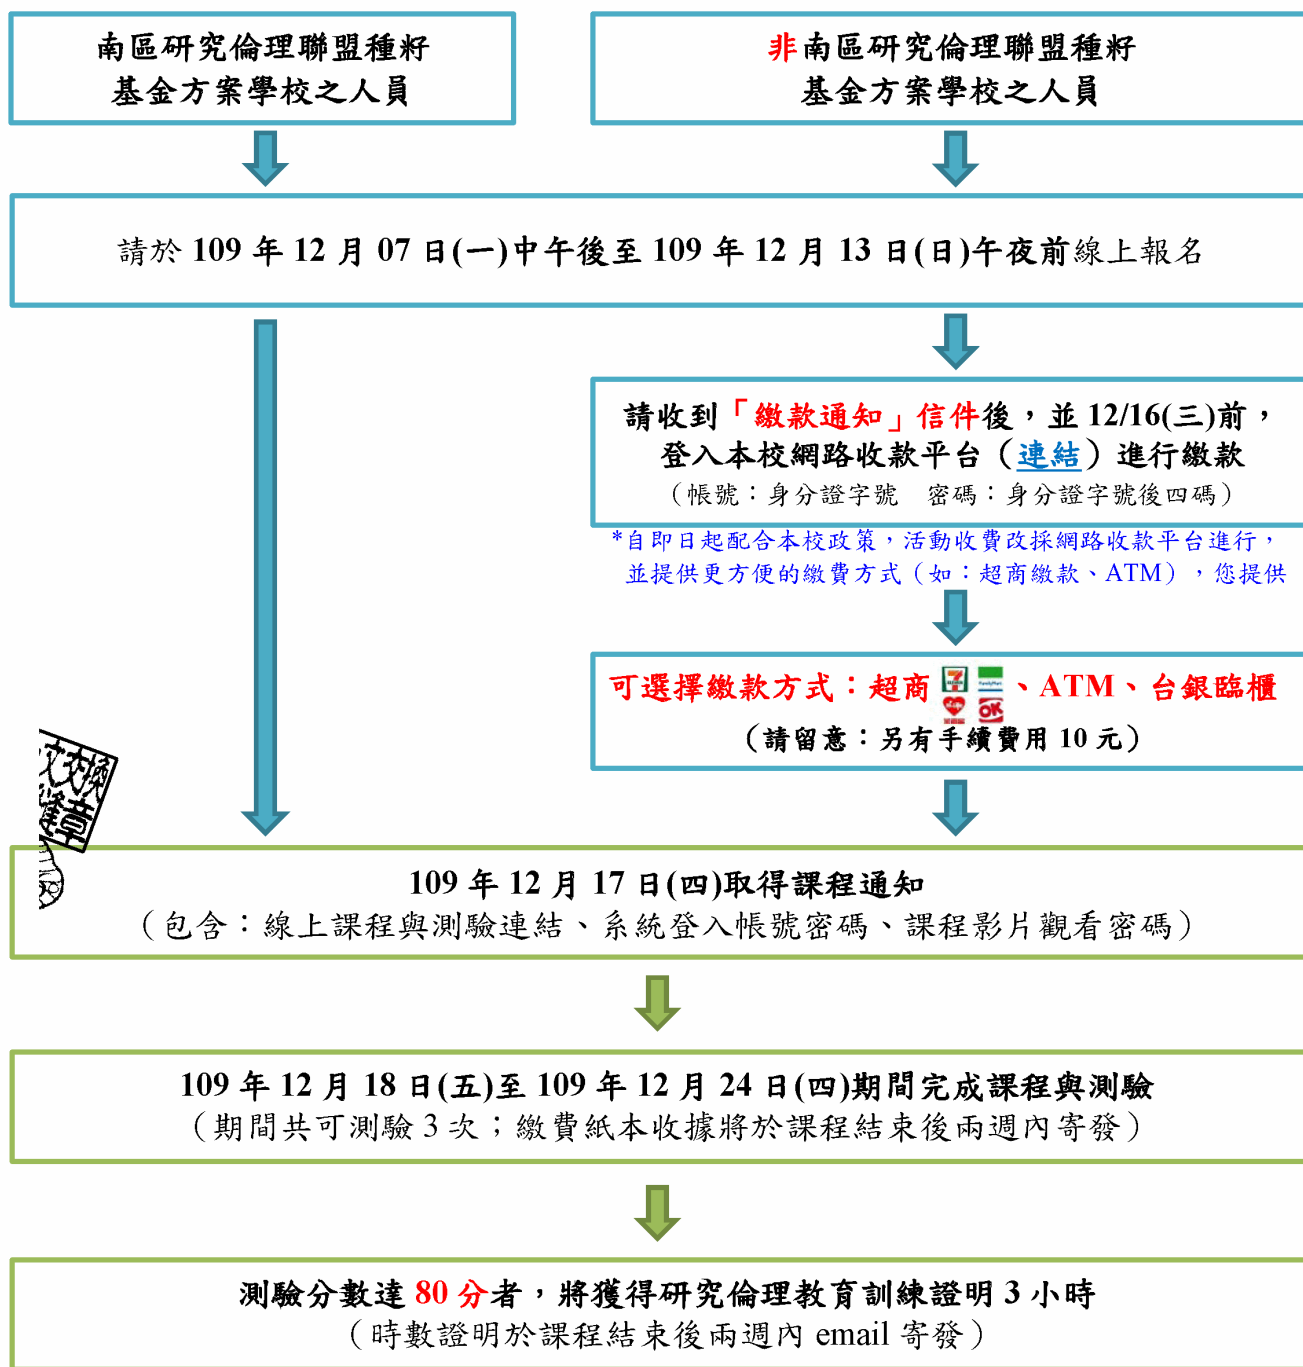 南區研究倫理聯盟種籽
基金方案學校之人員
非南區研究倫理聯盟種籽
基金方案學校之人員
請於 109 年 12 月 07 日(一)中午後至 109 年 12 月 13 日(日)午夜前線上報名
請收到「繳款通知」信件後，並 12/16(三)前，
登入本校網路收款平台（連結）進行繳款
（帳號：身分證字號　密碼：身分證字號後四碼）
*自即日起配合本校政策，活動收費改採網路收款平台進行，
並提供更方便的繳費方式（如：超商繳款、ATM），您提供
可選擇繳款方式：超商 7 ELEVEN FamilyMart OK 、ATM、台銀臨櫃
（請留意：另有手續費用 10 元）
109 年 12 月 17 日(四)取得課程通知
（包含：線上課程與測驗連結、系統登入帳號密碼、課程影片觀看密碼）
109 年 12 月 18 日(五)至 109 年 12 月 24 日(四)期間完成課程與測驗
（期間共可測驗 3 次；繳費紙本收據將於課程結束後兩週內寄發）
測驗分數達 80 分者，將獲得研究倫理教育訓練證明 3 小時
（時數證明於課程結束後兩週內 email 寄發）
文交換
縫章